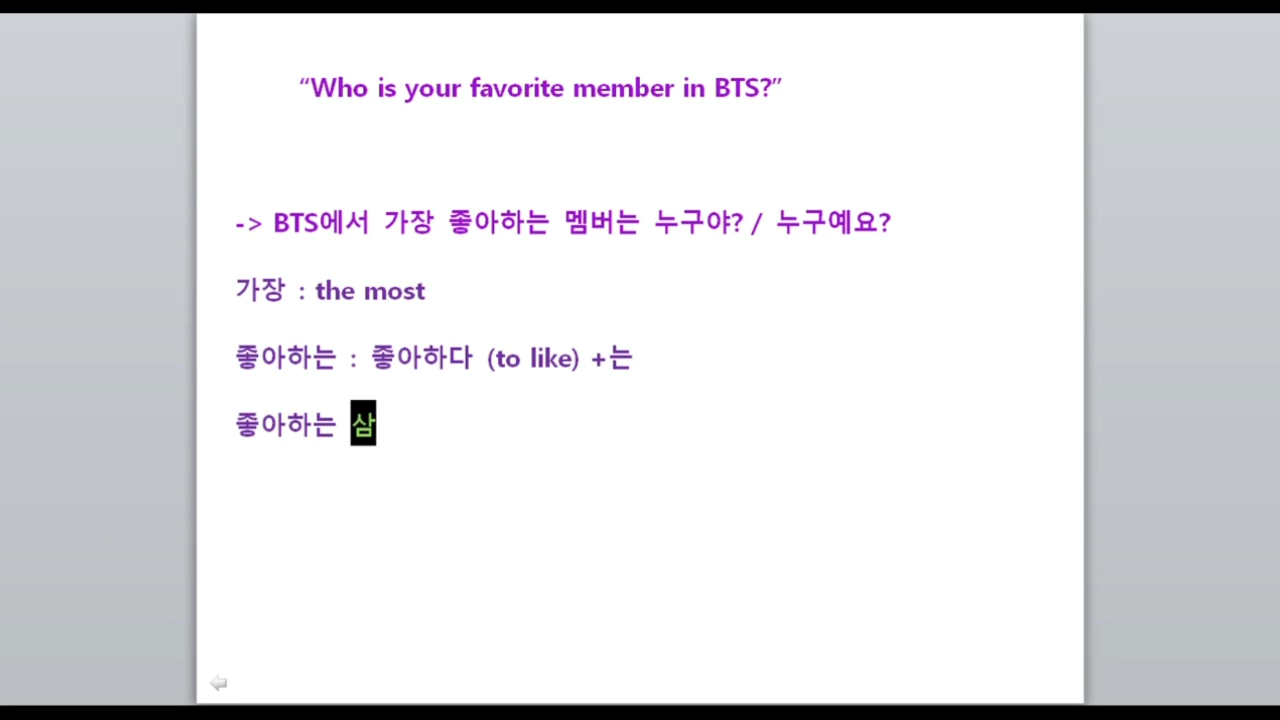 “Who is your favorite member in BTS?”
-> BTS에서 가장 좋아하는 멤버는 누구야? / 누구예요?
가장 : the most
좋아하는 : 좋아하다 (to like) +는
좋아하는 삼